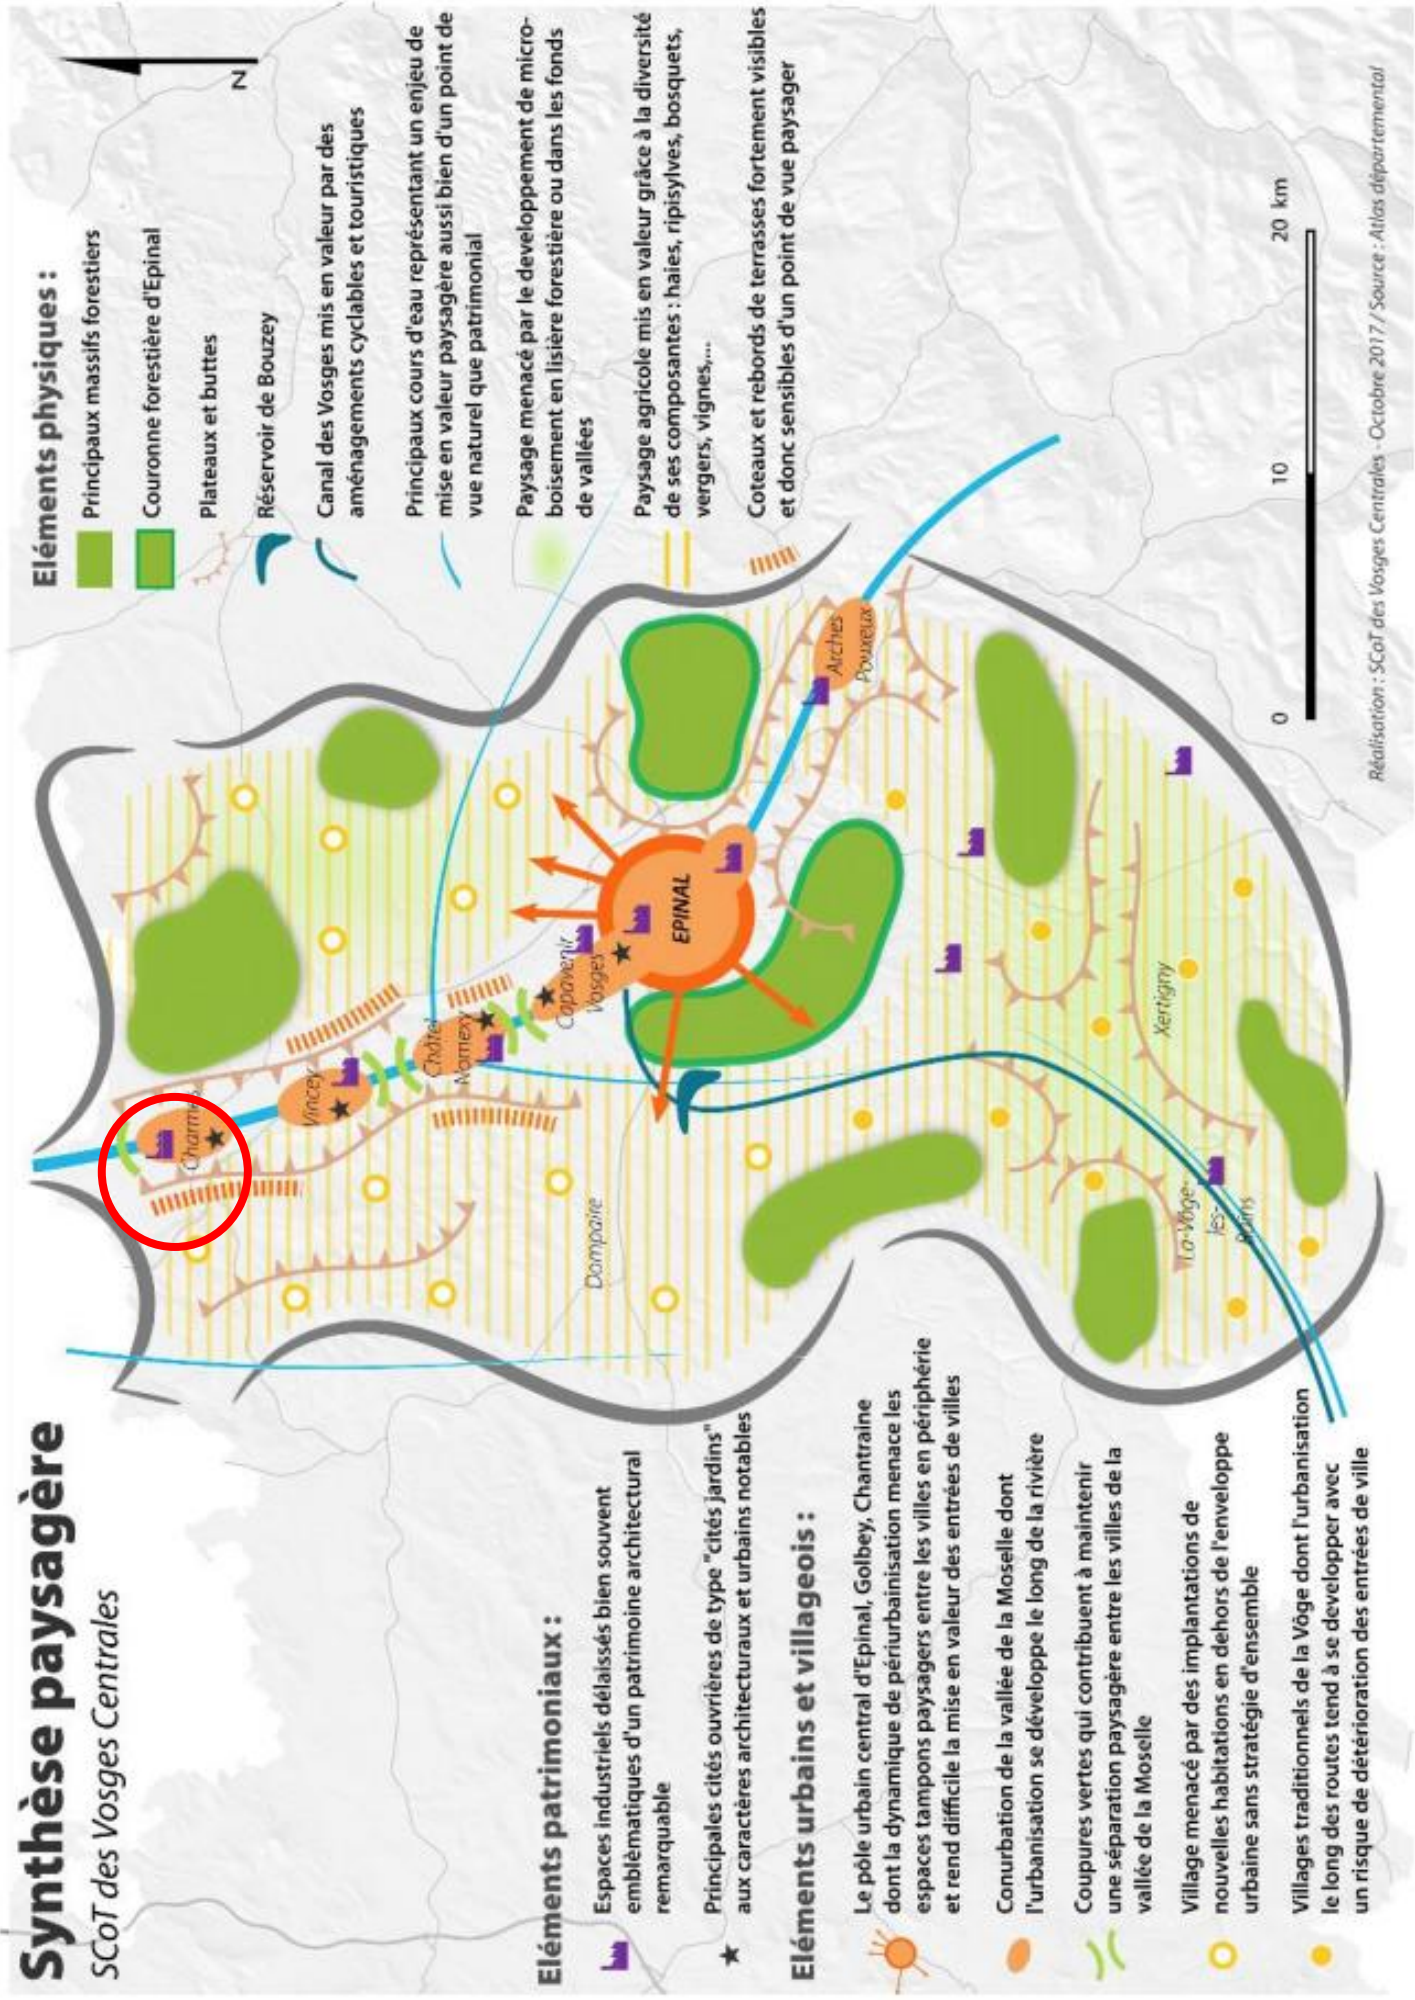 Synthèse paysagère
SCoT des Vosges Centrales
Eléments patrimoniaux :
Espaces industriels délaissés bien souvent
emblèmatiques d'un patrimoine architectural
remarquable
Principales cités ouvrières de type "cités jardins"
aux caractères architecturaux et urbains notables
Eléments urbains et villageois :
Le pôle urbain central d'Epinal, Golbey, Chantraine
dont la dynamique de périurbainisation menace les
espaces tampons paysagers entre les villes en périphérie
et rend difficile la mise en valeur des entrées de villes
Conurbation de la vallée de la Moselle dont
l'urbanisation se développe le long de la rivière
Coupures vertes qui contribuent à maintenir
une séparation paysagère entre les villes de la
vallée de la Moselle
Village menacé par des implantations de
nouvelles habitations en dehors de l'enveloppe
urbaine sans stratégie d'ensemble
Villages traditionnels de la Vôge dont l'urbanisation
le long des routes tend à se developper avec
un risque de détérioration des entrées de ville
Charmes
Vincey
Châtel
Nomexy
Capavenir
Vosges
EPINAL
Dompaire
Arches
Pouxeux
Xertigny
La-Vôge-
les-
Bains
Eléments physiques :
N
Principaux massifs forestiers
Couronne forestière d'Epinal
Plateaux et buttes
Réservoir de Bouzey
Canal des Vosges mis en valeur par des
aménagements cyclables et touristiques
Principaux cours d'eau représentant un enjeu de
mise en valeur paysagère aussi bien d'un point de
vue naturel que patrimonial
Paysage menacé par le developpement de micro-
boisement en lisière forestière ou dans les fonds
de vallées
Paysage agricole mis en valeur grâce à la diversité
de ses composantes : haies, ripisylves, bosquets,
vergers, vignes,...
Coteaux et rebords de terrasses fortement visibles
et donc sensibles d'un point de vue paysager
0 10 20 km
Réalisation : SCoT des Vosges Centrales - Octobre 2017 / Source : Atlas départemental